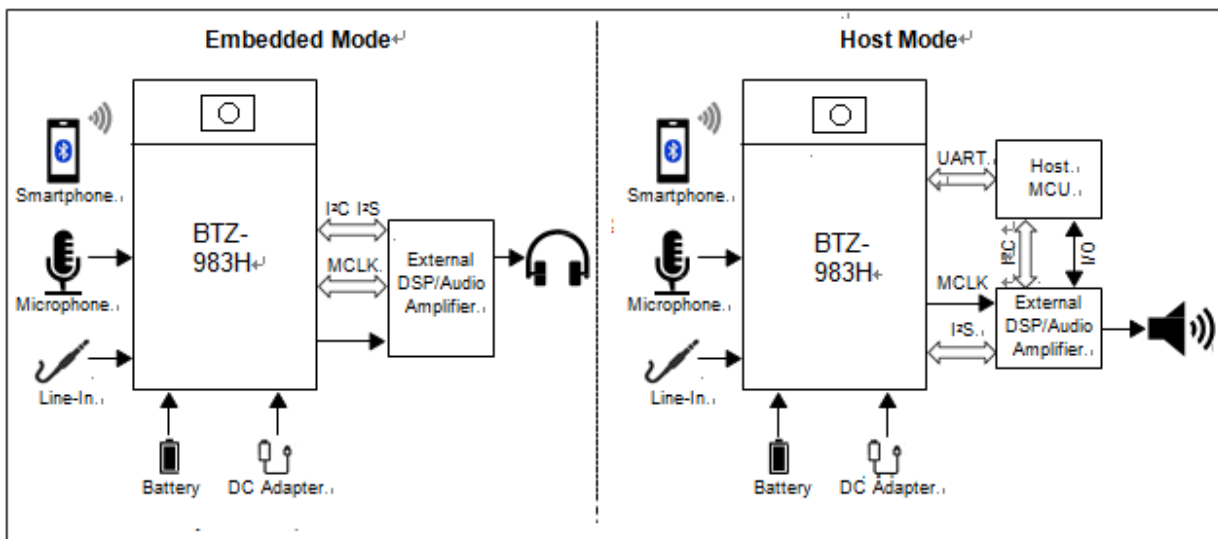 Embedded Mode
Smartphone.
Microphone.
Line-In.
BTZ-
983H
I²C I²S
MCLK.
External
DSP/Audio
Amplifier.
Battery
DC Adapter.
Host Mode
Smartphone.
Microphone.
Line-In.
BTZ-
983H
UART.
Host.
MCU.
I²C
I/O
MCLK
I²S.
External
DSP/Audio
Amplifier.
Battery
DC Adapter.